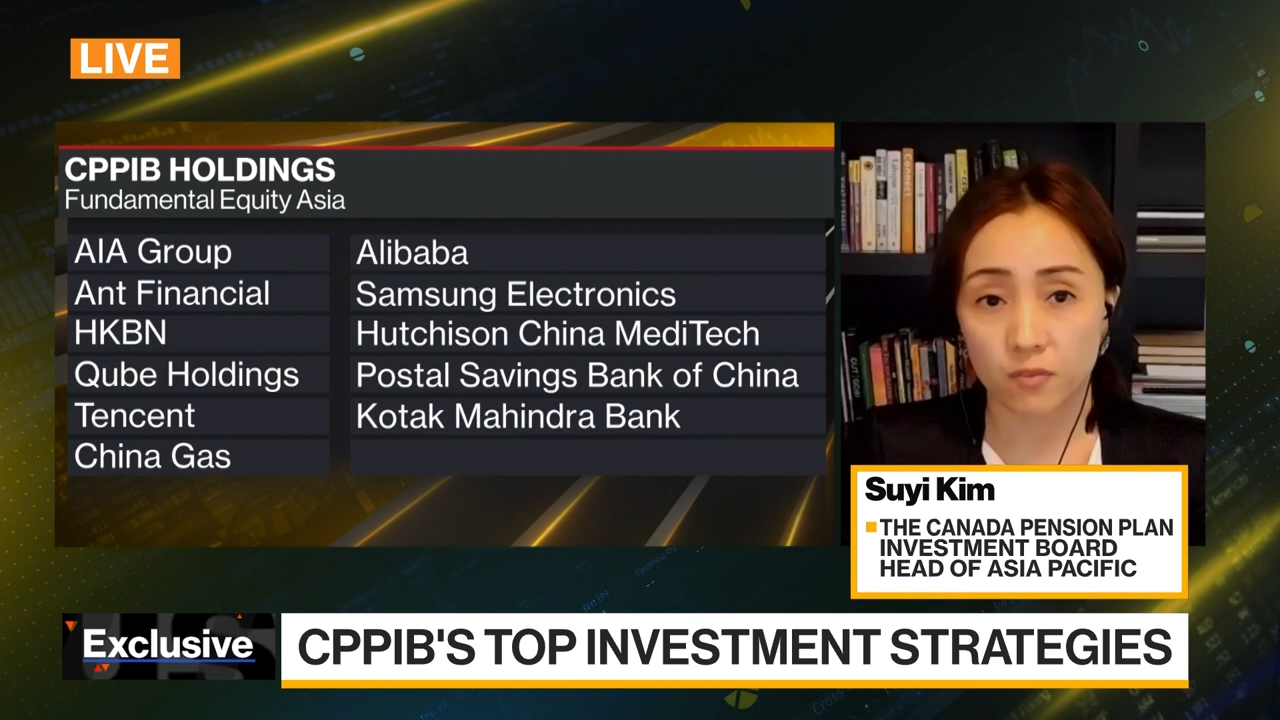 LIVE
CPPIB HOLDINGS
Fundamental Equity Asia
AIA Group
Ant Financial
HKBN
Qube Holdings
Tencent
China Gas
Alibaba
Samsung Electronics
Hutchison China MediTech
Postal Savings Bank of China
Kotak Mahindra Bank
Suyi Kim
THE CANADA PENSION PLAN
INVESTMENT BOARD
HEAD OF ASIA PACIFIC
Exclusive
CPPIB'S TOP INVESTMENT STRATEGIES